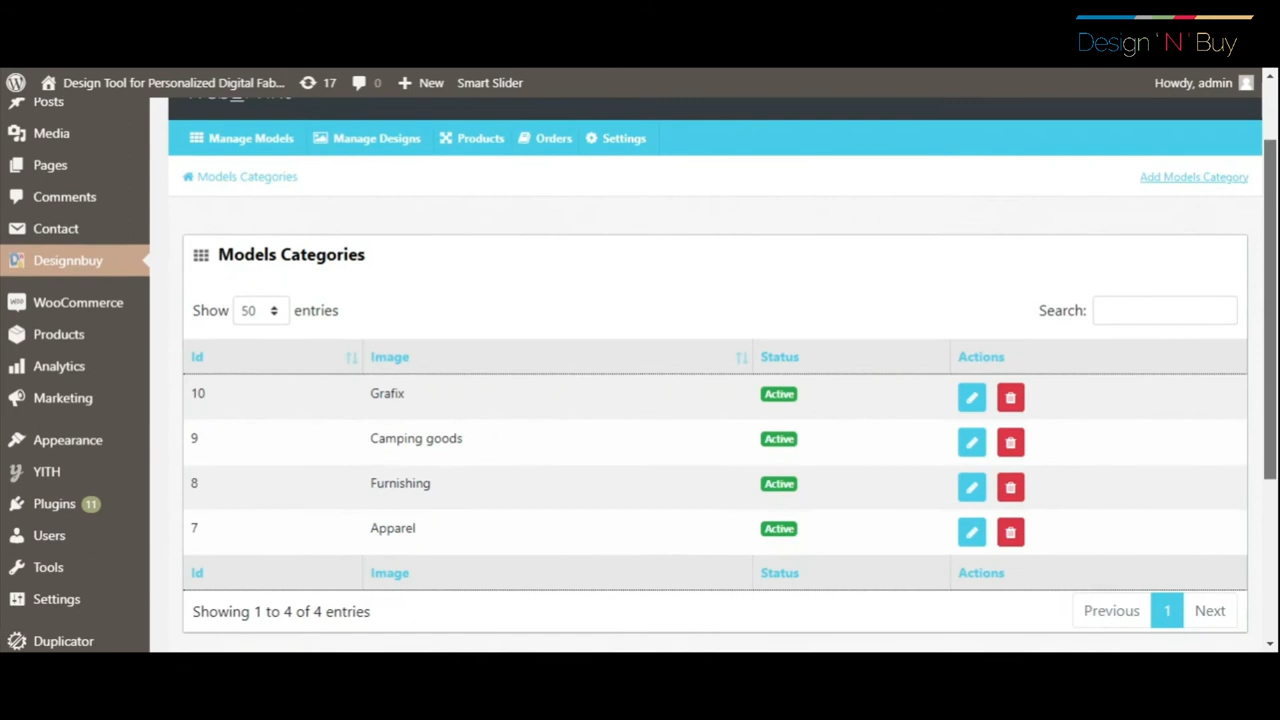 Design 'N' Buy
Design Tool for Personalized Digital Fab... 17 0 New Smart Slider Howdy, admin
Posts
Media
Pages
Comments
Contact
Designnbuy
WooCommerce
Products
Analytics
Marketing
Appearance
YITH
Plugins 11
Users
Tools
Settings
Duplicator
Manage Models Manage Designs Products Orders Settings
Models Categories Add Models Category
Models Categories
Show 50 entries Search:
Id Image Status Actions
10 Grafix Active
9 Camping goods Active
8 Furnishing Active
7 Apparel Active
Id Image Status Actions
Showing 1 to 4 of 4 entries Previous 1 Next